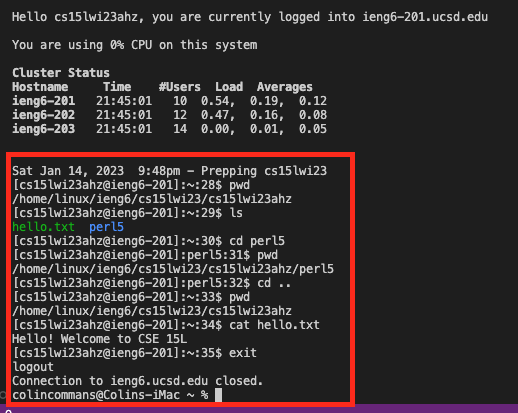 Hello cs15lwi23ahz, you are currently logged into ieng6-201.ucsd.edu
You are using 0% CPU on this system
Cluster Status
Hostname     Time    #Users  Load  Averages
ieng6-201   21:45:01   10  0.54,  0.19,  0.12
ieng6-202   21:45:01   12  0.47,  0.16,  0.08
ieng6-203   21:45:01   14  0.00,  0.01,  0.05
Sat Jan 14, 2023  9:48pm - Prepping cs15lwi23
[cs15lwi23ahz@ieng6-201]:~:28$ pwd
/home/linux/ieng6/cs15lwi23/cs15lwi23ahz
[cs15lwi23ahz@ieng6-201]:~:29$ ls
hello.txt  perl5
[cs15lwi23ahz@ieng6-201]:~:30$ cd perl5
[cs15lwi23ahz@ieng6-201]:perl5:31$ pwd
/home/linux/ieng6/cs15lwi23/cs15lwi23ahz/perl5
[cs15lwi23ahz@ieng6-201]:perl5:32$ cd ..
[cs15lwi23ahz@ieng6-201]:~:33$ pwd
/home/linux/ieng6/cs15lwi23/cs15lwi23ahz
[cs15lwi23ahz@ieng6-201]:~:34$ cat hello.txt
Hello! Welcome to CSE 15L
[cs15lwi23ahz@ieng6-201]:~:35$ exit
logout
Connection to ieng6.ucsd.edu closed.
colincommans@Colins-iMac ~ %